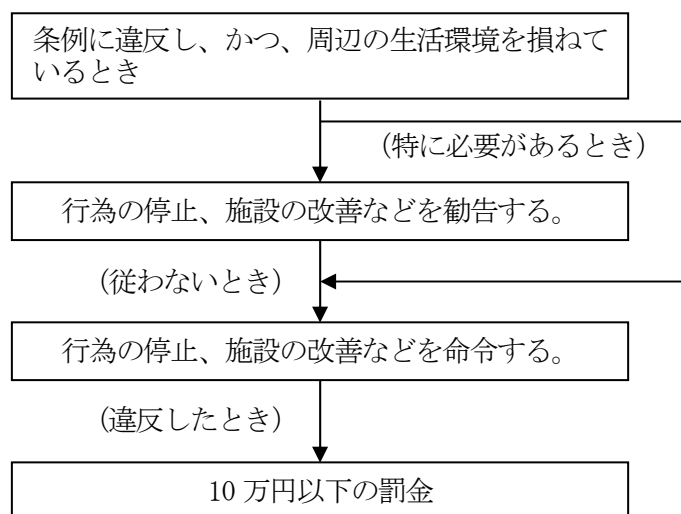 条例に違反し、かつ、周辺の生活環境を損ねて
いるとき
(特に必要があるとき)
行為の停止、施設の改善などを勧告する。
(従わないとき)
行為の停止、施設の改善などを命令する。
(違反したとき)
10 万円以下の罰金